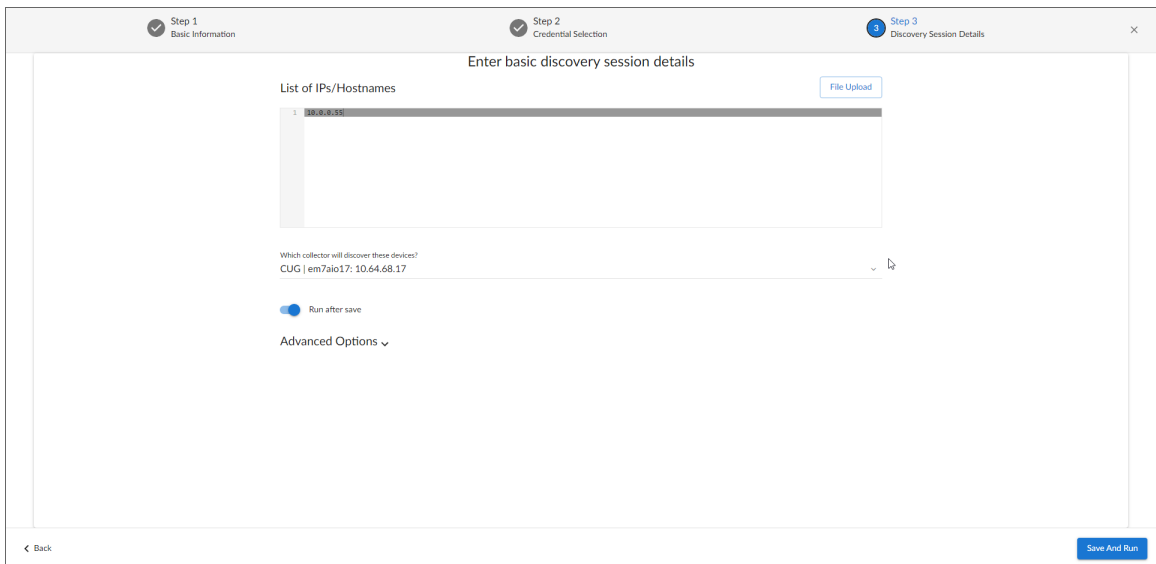 Step 1
Basic Information
Step 2
Credential Selection
3
Step 3
Discovery Session Details
Enter basic discovery session details
List of IPs/Hostnames
File Upload
1 10.0.0.55
Which collector will discover these devices?
CUG | em7aio17: 10.64.68.17
Run after save
Advanced Options
Back
Save And Run